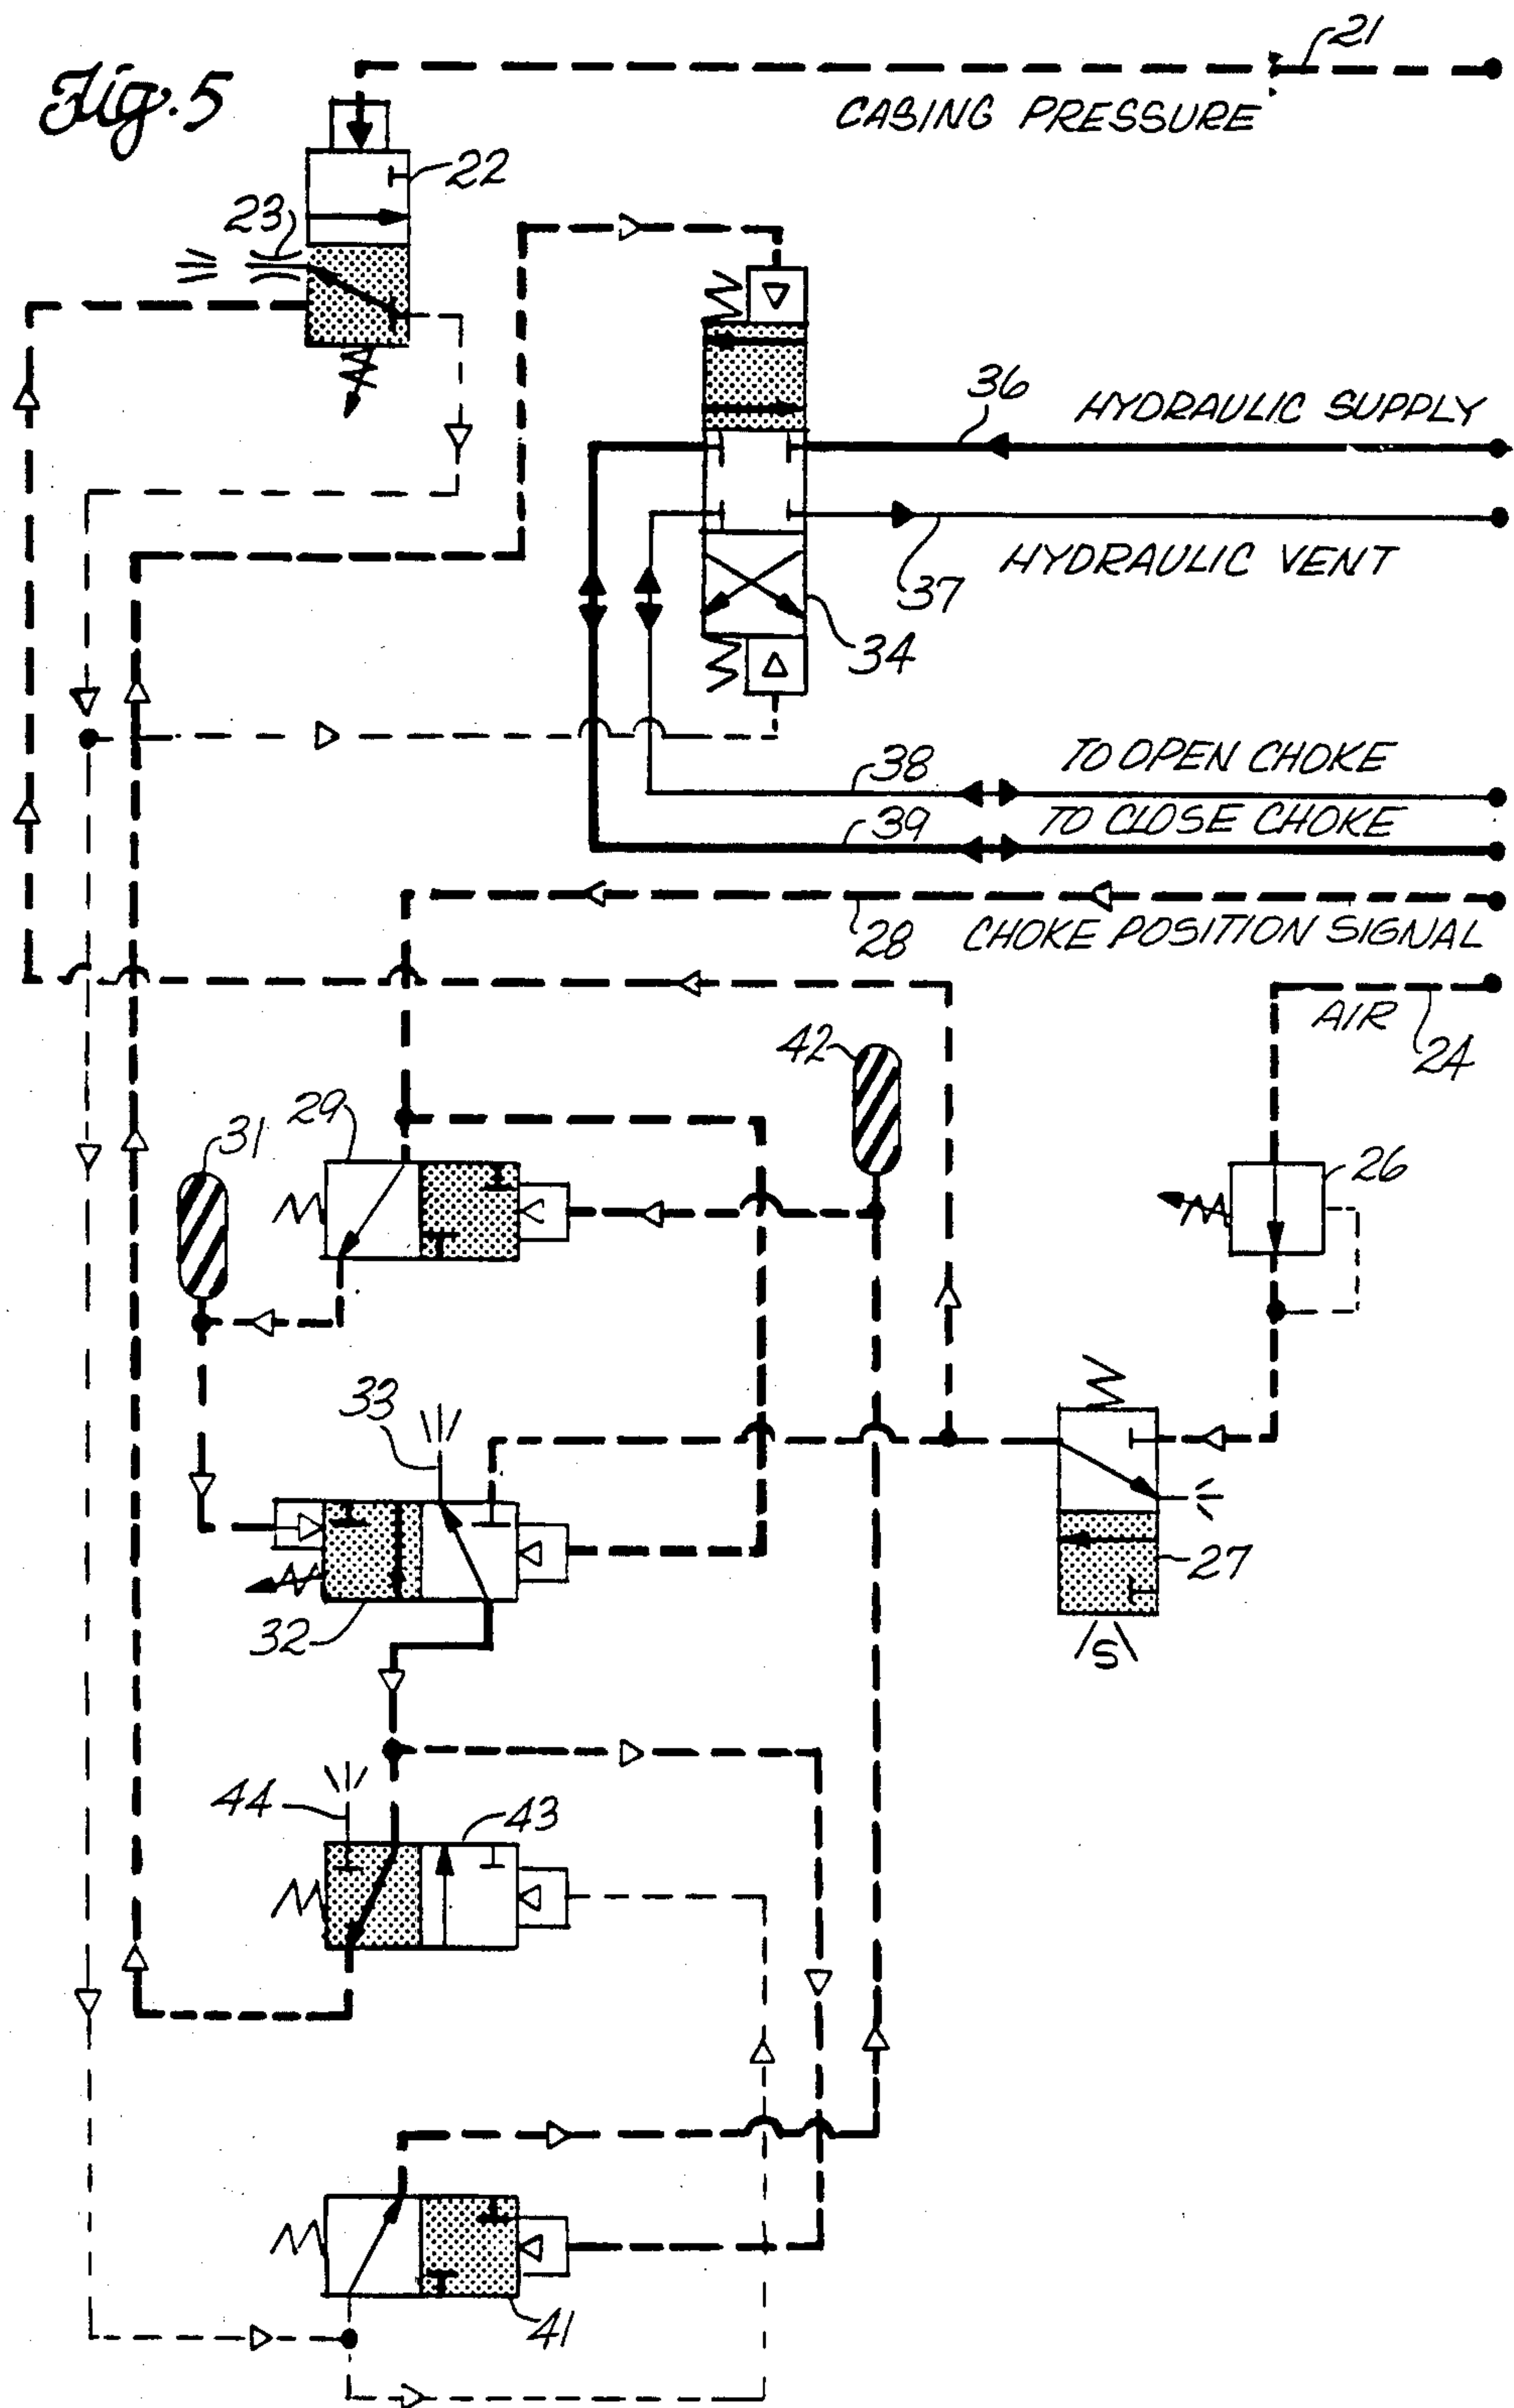 Fig. 5
21
CASING PRESSURE
22
23
36
HYDRAULIC SUPPLY
HYDRAULIC VENT
37
34
38
TO OPEN CHOKE
39
TO CLOSE CHOKE
28
CHOKE POSITION SIGNAL
AIR
24
42
29
31
26
33
27
32
S
44
43
41